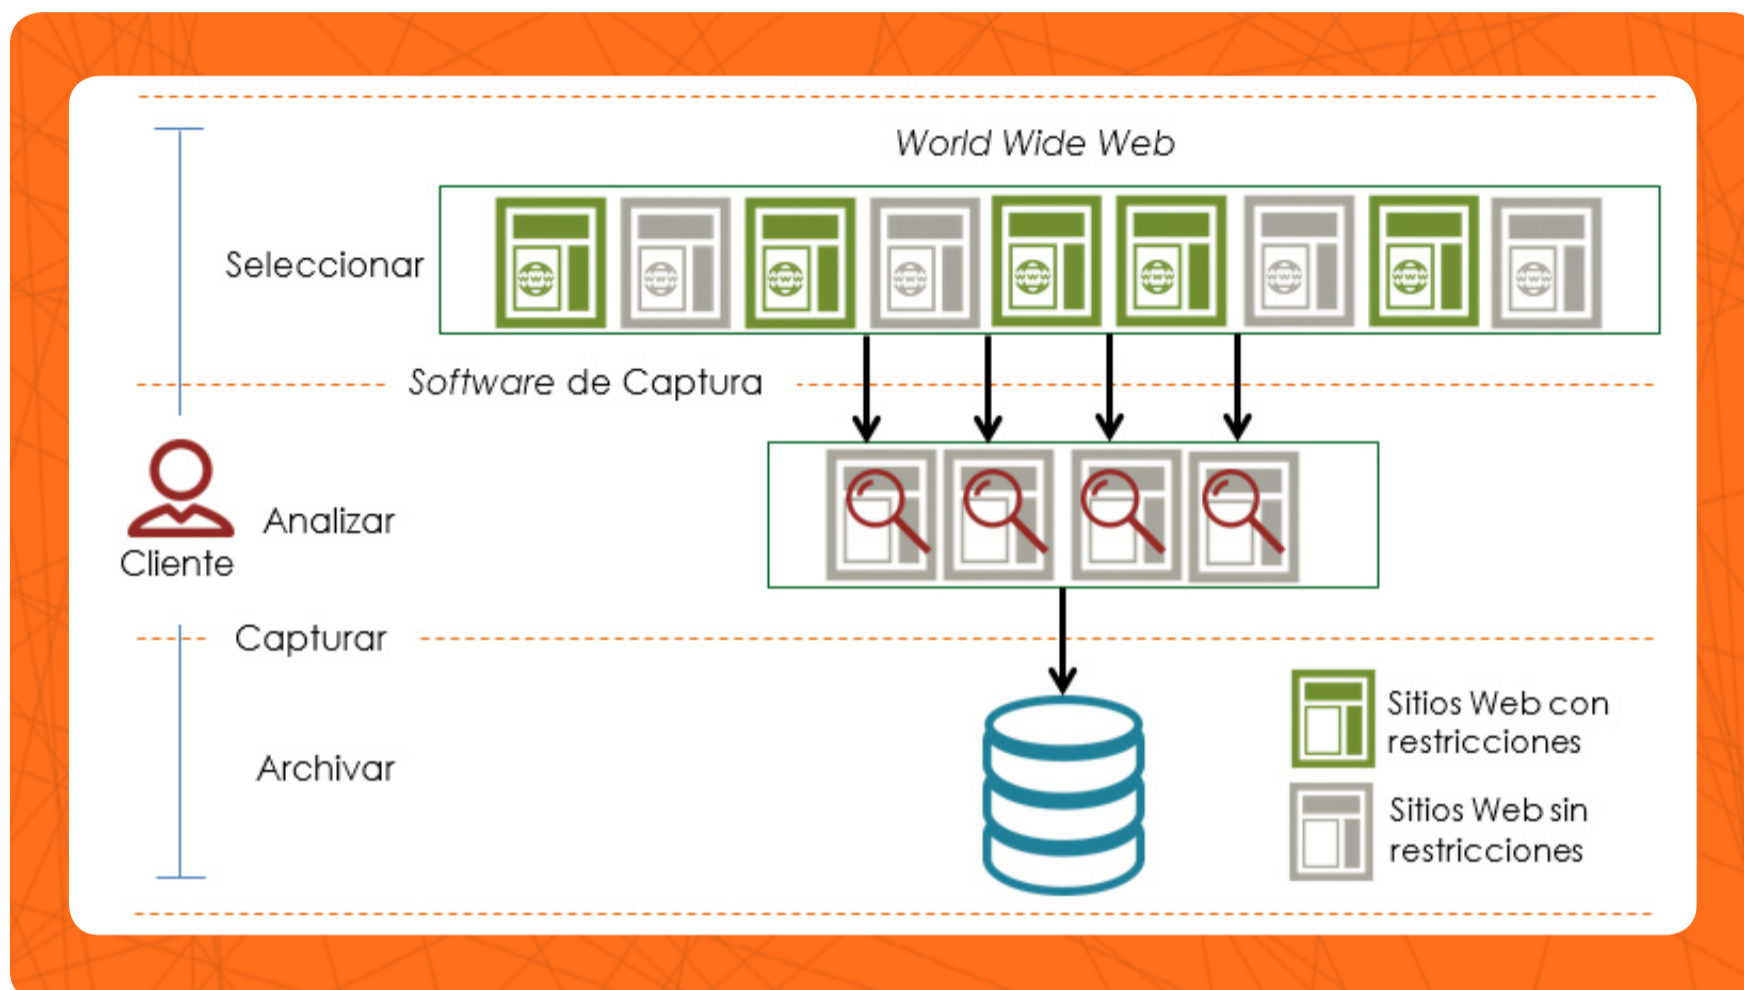 World Wide Web
Seleccionar
Software de Captura
Analizar
Cliente
Capturar
Archivar
Sitios Web con
restricciones
Sitios Web sin
restricciones